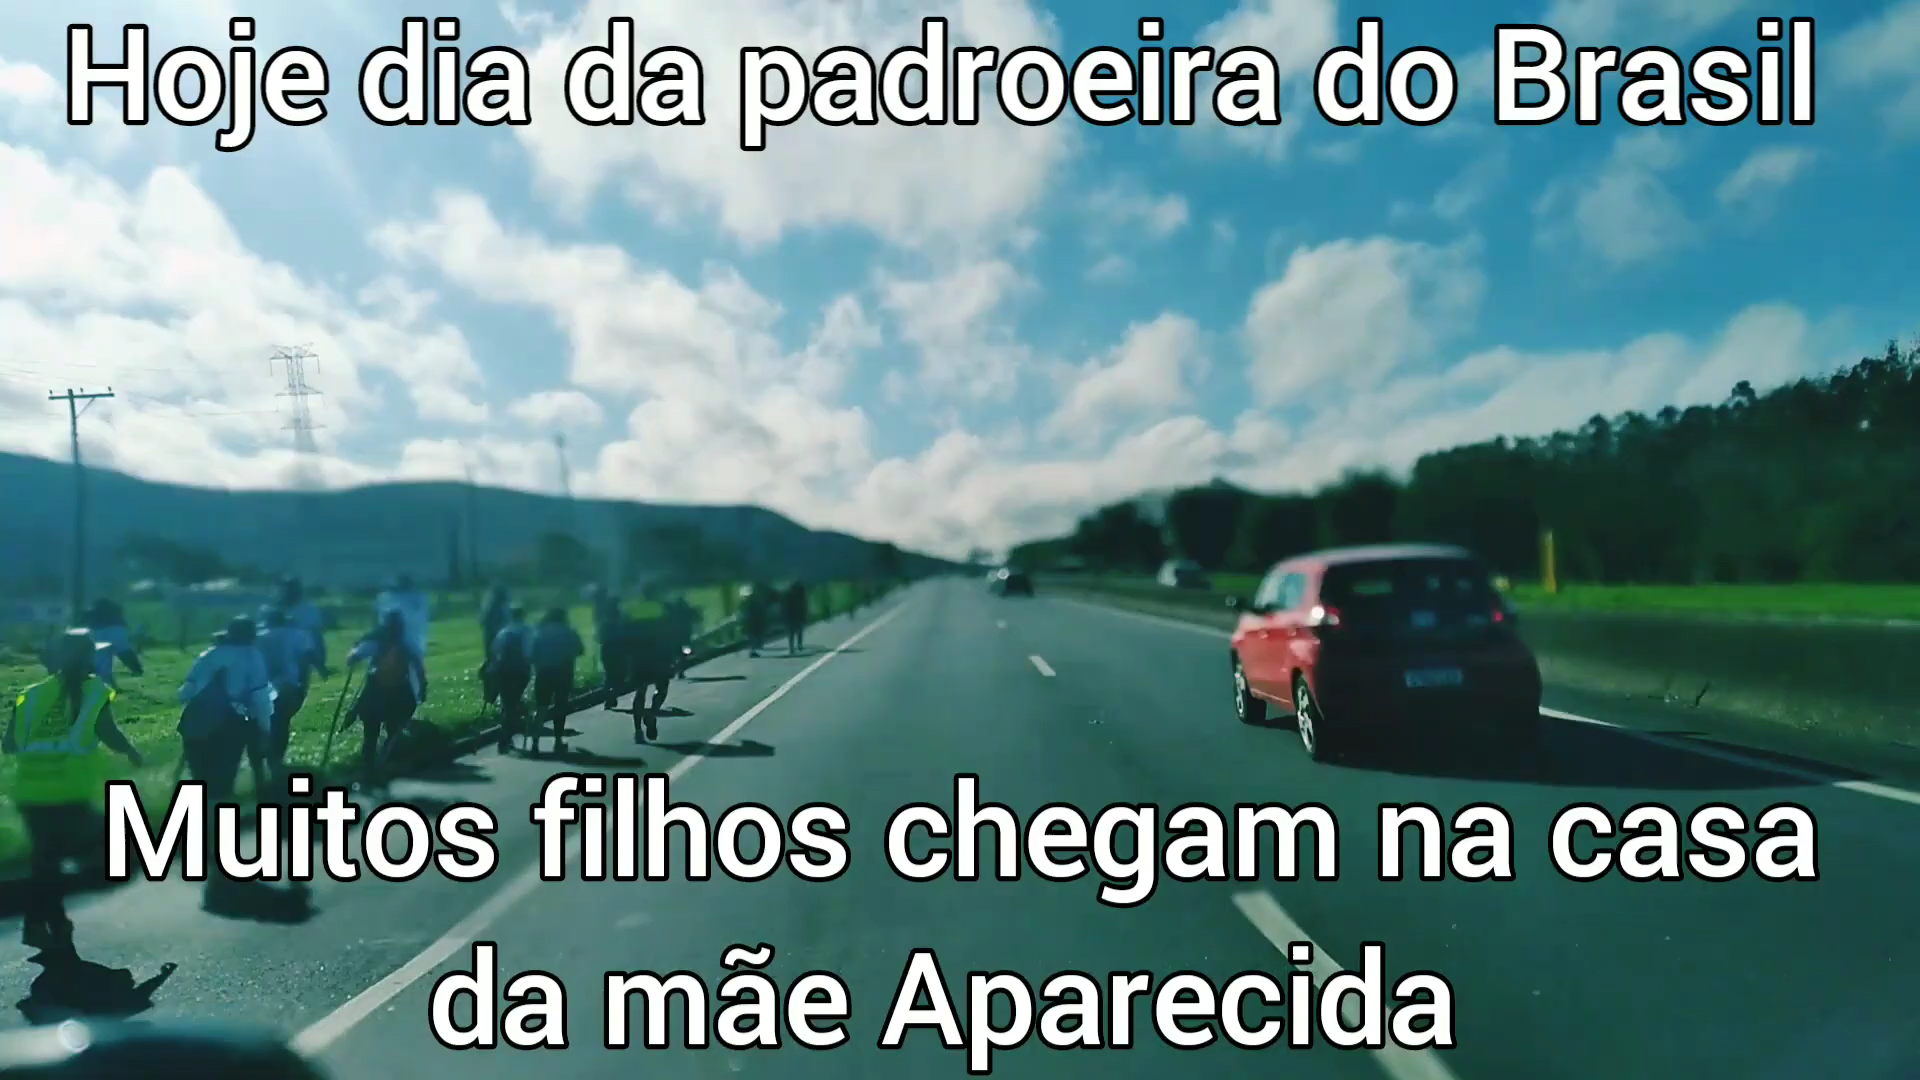 Hoje dia da padroeira do Brasil
Muitos filhos chegam na casa
da mãe Aparecida